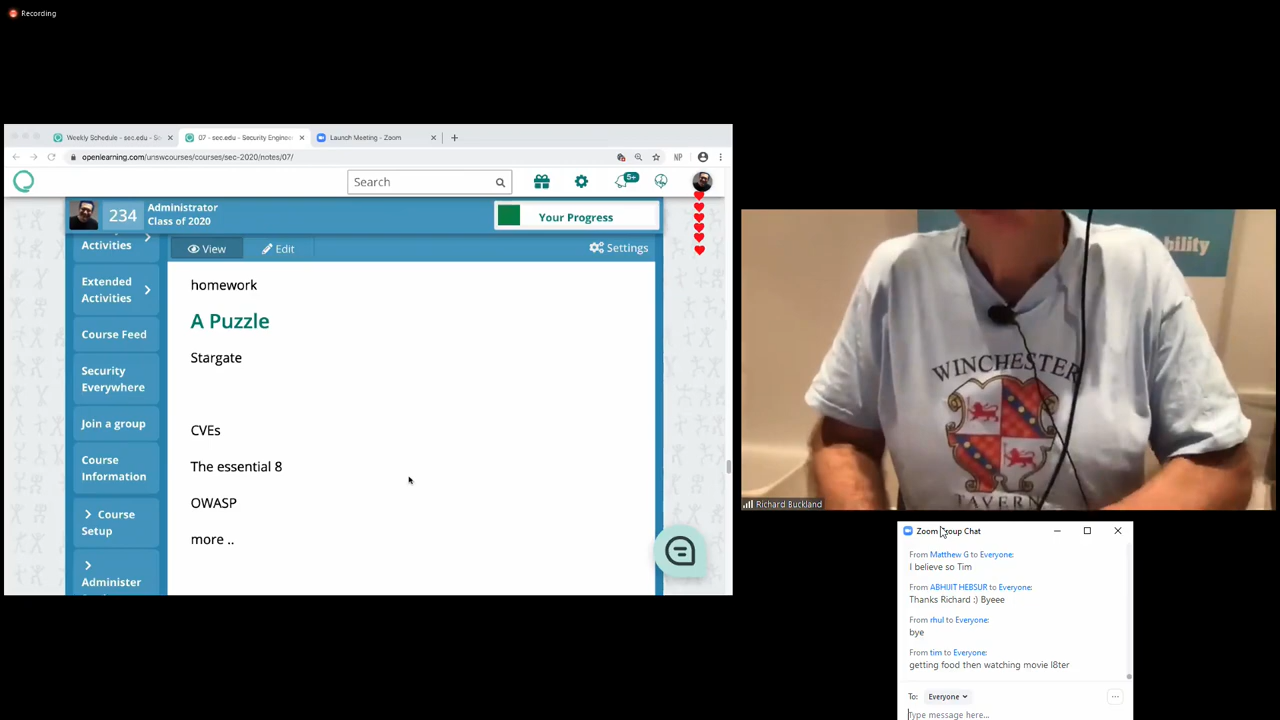 Recording
Weekly Schedule - sec.edu - Se
07 - sec.edu - Security Enginee
Launch Meeting - Zoom
openlearning.com/unswcourses/courses/sec-2020/notes/07/
NP
Search
5+
234
Administrator
Class of 2020
Your Progress
Activities
View
Edit
Settings
homework
Extended
Activities
A Puzzle
Course Feed
Stargate
Security
Everywhere
Join a group
CVEs
Course
Information
The essential 8
OWASP
Course
Setup
more ..
Administer
bility
WINCHESTER
TAVERN
Richard Buckland
Zoom Group Chat
From Matthew G to Everyone:
I believe so Tim
From ABHIJIT HEBSUR to Everyone:
Thanks Richard :) Byeee
From rhul to Everyone:
bye
From tim to Everyone:
getting food then watching movie l8ter
To: Everyone
Type message here...